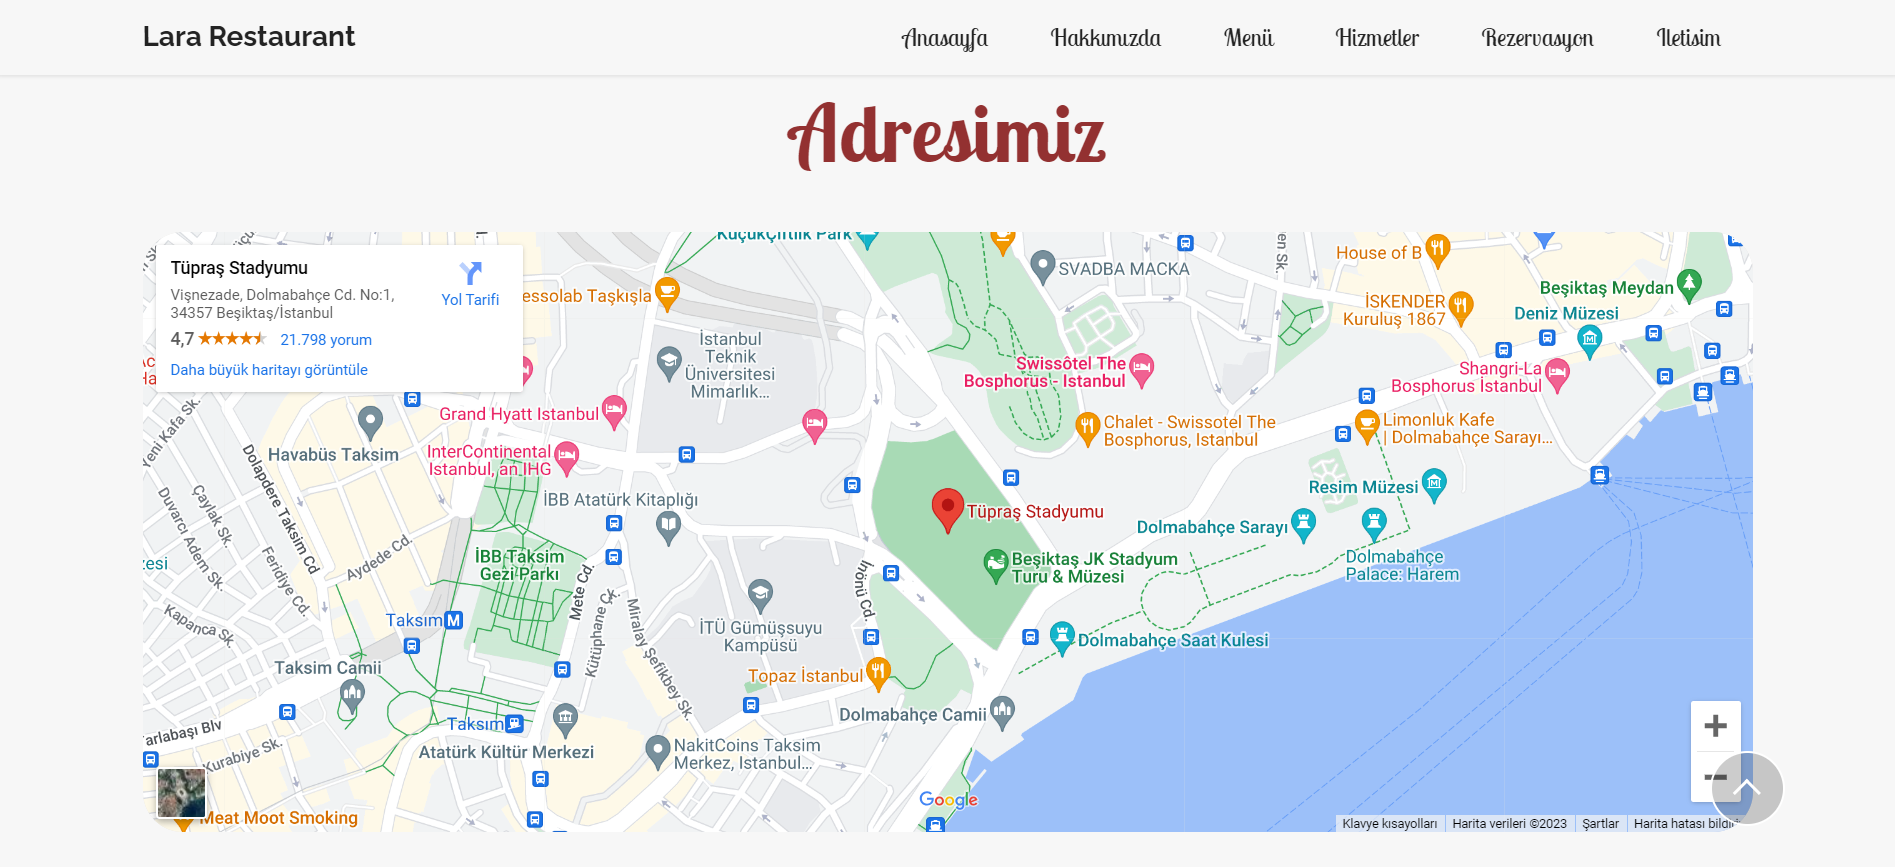 Lara Restaurant
Anasayfa
Hakkımızda
Menü
Hizmetler
Rezervasyon
Iletisim
Adresimiz
Tüpraş Stadyumu
Vişnezade, Dolmabahçe Cd. No:1,
34357 Beşiktaş/İstanbul
4,7
21.798 yorum
Daha büyük haritayı görüntüle
Yol Tarifi
KüçükÇiftlik Park
SVADBA MACKA
House of B
Beşiktaş Meydan
İSKENDER
Kuruluş 1867
Deniz Müzesi
essolab Taşkışla
İstanbul
Teknik
Üniversitesi
Mimarlık...
Swissôtel The
Bosphorus - Istanbul
Shangri-La
Bosphorus İstanbul
Grand Hyatt Istanbul
Chalet - Swissotel The
Bosphorus, Istanbul
Limonluk Kafe
| Dolmabahçe Sarayı...
Yeni Kafa Sk.
Havabüs Taksim
InterContinental
Istanbul, an IHG
Dolapdere Taksim Cd
Çaylak Sk.
Duvarcı Adem Sk.
İBB Atatürk Kitaplığı
Resim Müzesi
Tüpraş Stadyumu
Dolmabahçe Sarayı
Feridiye Cd.
Aydede Cd.
İBB Taksim
Gezi Parkı
Beşiktaş JK Stadyum
Turu & Müzesi
Dolmabahçe
Palace: Harem
zesi
Mete Cd.
İnönü Cd.
Kütüphane Çk.
Miralay Şefikbey Sk.
Kapanca Sk.
Taksim
M
İTÜ Gümüşsuyu
Kampüsü
Dolmabahçe Saat Kulesi
Taksim Camii
Topaz İstanbul
Dolmabahçe Camii
Tarlabaşı Blv
Taksim
Kurabiye Sk.
Atatürk Kültür Merkezi
NakitCoins Taksim
Merkez, Istanbul...
Meat Moot Smoking
Google
Klavye kısayolları
Harita verileri ©2023
Şartlar
Harita hatası bildir